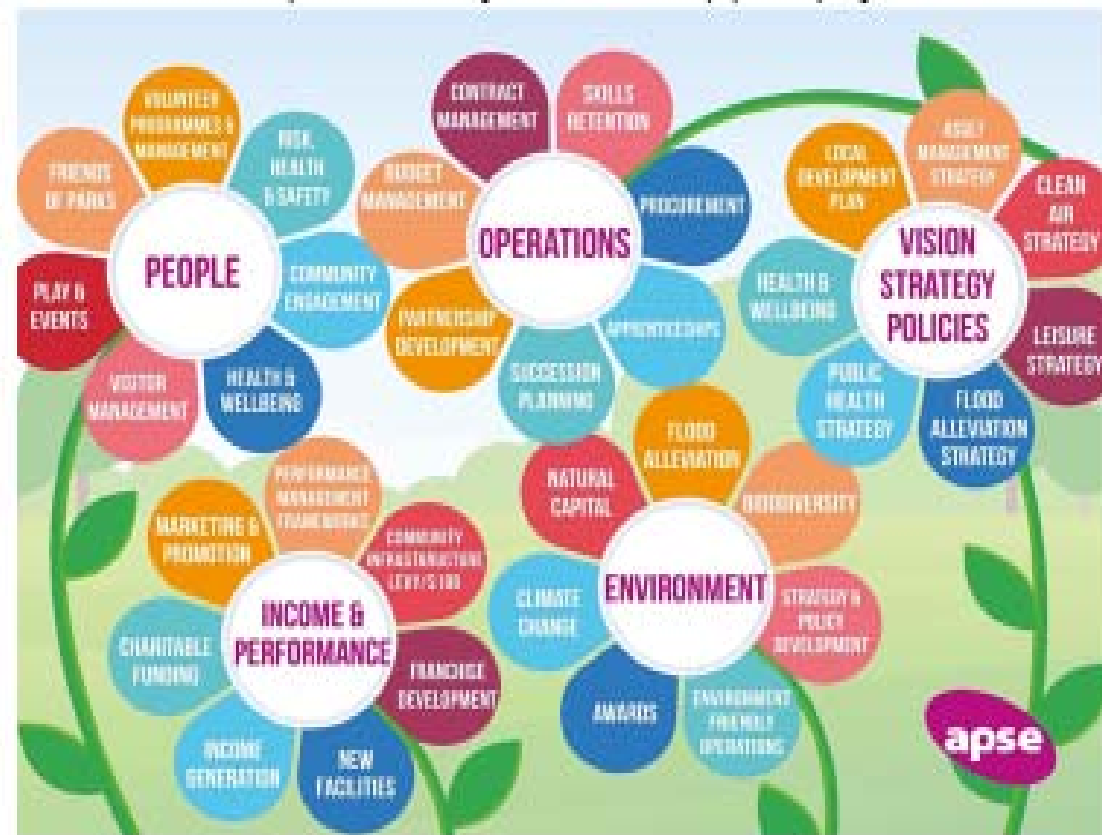 VOLUNTEER
PROGRAMMES &
MANAGEMENT
RISK
HEALTH
& SAFETY
FRIENDS
OF PARKS
PEOPLE
COMMUNITY
ENGAGEMENT
PLAY &
EVENTS
VISITOR
MANAGEMENT
HEALTH &
WELLBEING
CONTRACT
MANAGEMENT
SKILLS
RETENTION
BUDGET
MANAGEMENT
PROCUREMENT
OPERATIONS
PARTNERSHIP
DEVELOPMENT
APPRENTICESHIPS
SUCCESSION
PLANNING
LOCAL
DEVELOPMENT
PLAN
MANAGEMENT
STRATEGY
CLEAN
AIR
STRATEGY
VISION
STRATEGY
POLICIES
HEALTH &
WELLBEING
LEISURE
STRATEGY
PUBLIC
HEALTH
STRATEGY
FLOOD
ALLEVIATION
STRATEGY
PERFORMANCE
MANAGEMENT
FRAMEWORKS
MARKETING &
PROMOTION
COMMUNITY
INFRASTRUCTURE
INCOME &
PERFORMANCE
CHARITABLE
FUNDING
FRANCHISE
DEVELOPMENT
INCOME
GENERATION
NEW
FACILITIES
FLOOD
ALLEVIATION
NATURAL
CAPITAL
BIODIVERSITY
ENVIRONMENT
CLIMATE
CHANGE
STRATEGY &
POLICY
DEVELOPMENT
AWARDS
ENVIRONMENT
FRIENDLY
OPERATIONS
apse